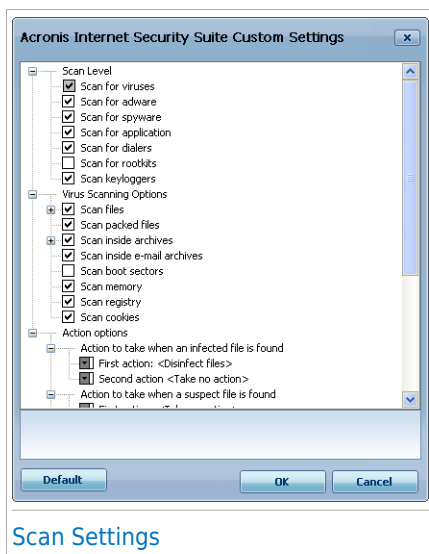 Acronis Internet Security Suite Custom Settings
Scan Level
Scan for viruses
Scan for adware
Scan for spyware
Scan for application
Scan for dialers
Scan for rootkits
Scan keyloggers
Virus Scanning Options
Scan files
Scan packed files
Scan inside archives
Scan inside e-mail archives
Scan boot sectors
Scan memory
Scan registry
Scan cookies
Action options
Action to take when an infected file is found
First action: <Disinfect files>
Second action <Take no action>
Action to take when a suspect file is found
Default
OK
Cancel
Scan Settings